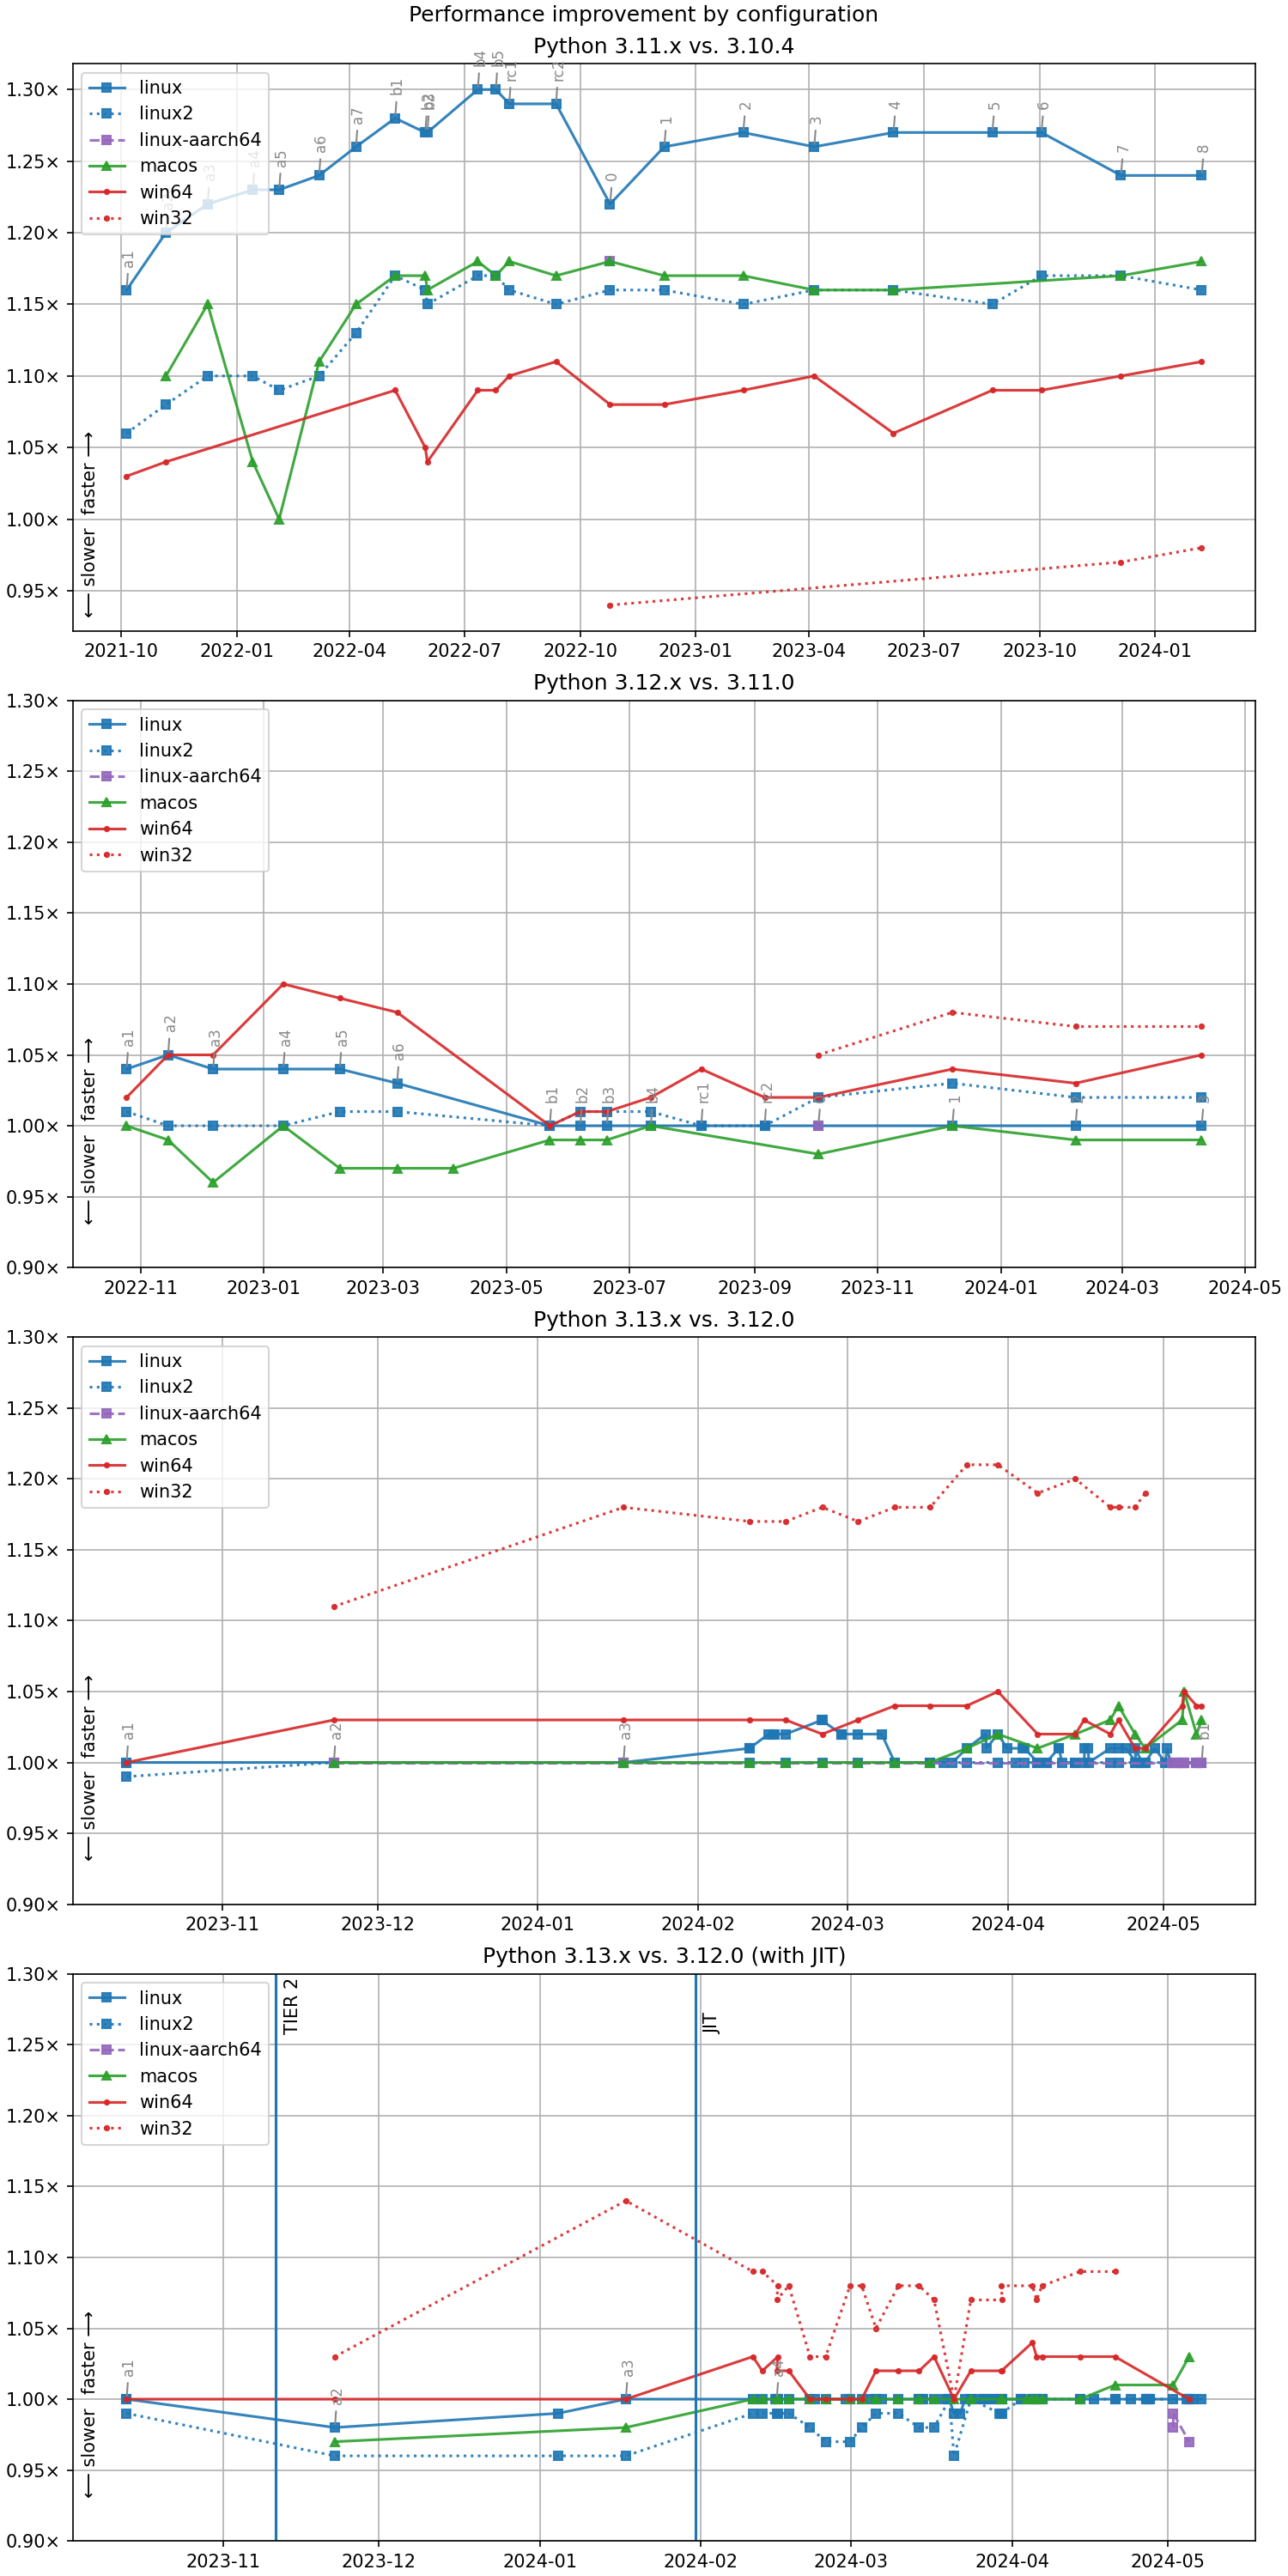 Performance improvement by configuration
Python 3.11.x vs. 3.10.4
1.30×
1.25×
1.20×
1.15×
1.10×
1.05×
1.00×
0.95×
linux
linux2
linux-aarch64
macos
win64
win32
a1
a3
a4
a5
a6
a7
b1
b3
b4
b5
rc1
rc2
0
1
2
3
4
5
6
7
8
⟵ slower faster ⟶
2021-10
2022-01
2022-04
2022-07
2022-10
2023-01
2023-04
2023-07
2023-10
2024-01
Python 3.12.x vs. 3.11.0
1.30×
1.25×
1.20×
1.15×
1.10×
1.05×
1.00×
0.95×
0.90×
linux
linux2
linux-aarch64
macos
win64
win32
a1
a2
a3
a4
a5
a6
b1
b2
b3
b4
rc1
rc2
1
⟵ slower faster ⟶
2022-11
2023-01
2023-03
2023-05
2023-07
2023-09
2023-11
2024-01
2024-03
2024-05
Python 3.13.x vs. 3.12.0
1.30×
1.25×
1.20×
1.15×
1.10×
1.05×
1.00×
0.95×
0.90×
linux
linux2
linux-aarch64
macos
win64
win32
a1
a2
a3
b1
⟵ slower faster ⟶
2023-11
2023-12
2024-01
2024-02
2024-03
2024-04
2024-05
Python 3.13.x vs. 3.12.0 (with JIT)
1.30×
1.25×
1.20×
1.15×
1.10×
1.05×
1.00×
0.95×
0.90×
linux
linux2
linux-aarch64
macos
win64
win32
TIER 2
JIT
a1
a2
a3
a4
⟵ slower faster ⟶
2023-11
2023-12
2024-01
2024-02
2024-03
2024-04
2024-05